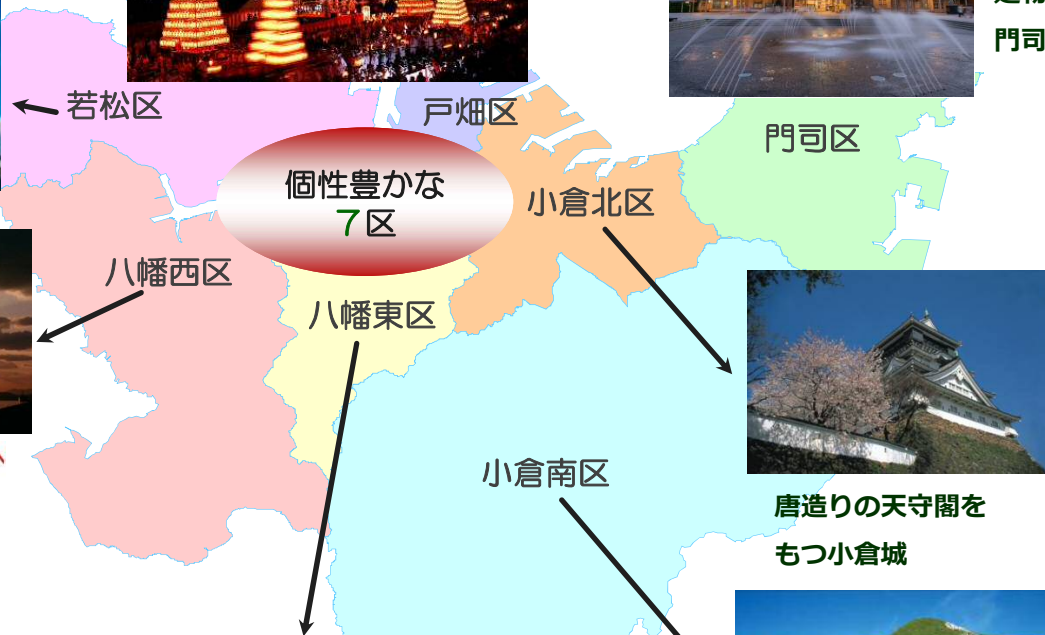 門司
若松区
戸畑区
門司区
個性豊かな
7区
小倉北区
八幡西区
八幡東区
小倉南区
唐造りの天守閣を
もつ小倉城